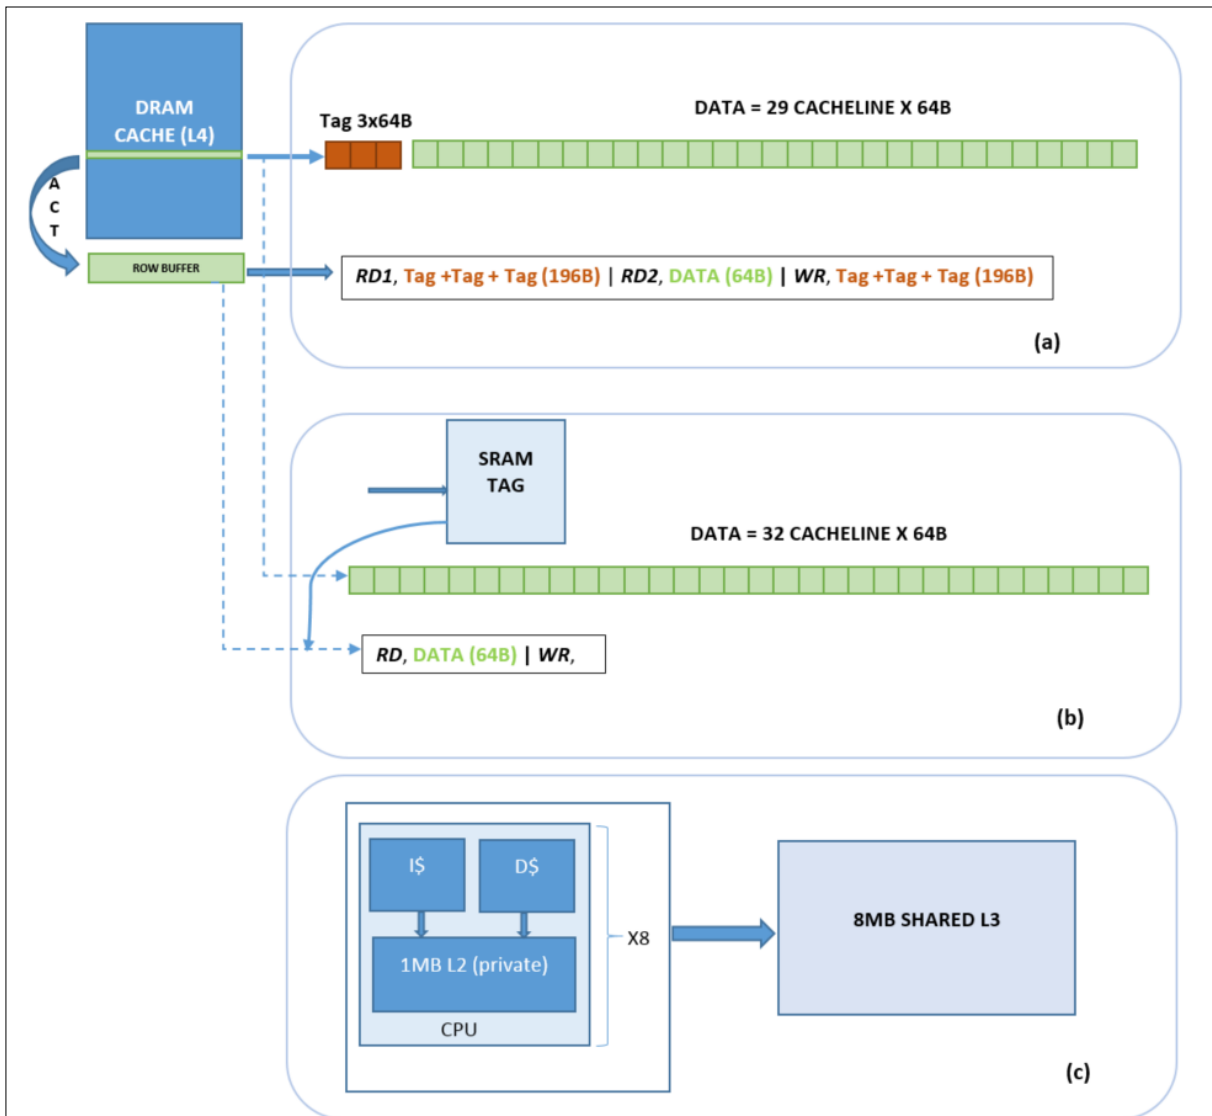 DRAM
CACHE (L4)
A
C
T
ROW BUFFER
Tag 3x64B
DATA = 29 CACHELINE X 64B
RD1, Tag +Tag + Tag (196B) | RD2, DATA (64B) | WR, Tag +Tag + Tag (196B)
(a)
SRAM
TAG
DATA = 32 CACHELINE X 64B
RD, DATA (64B) | WR,
(b)
I$
D$
1MB L2 (private)
CPU
X8
8MB SHARED L3
(c)